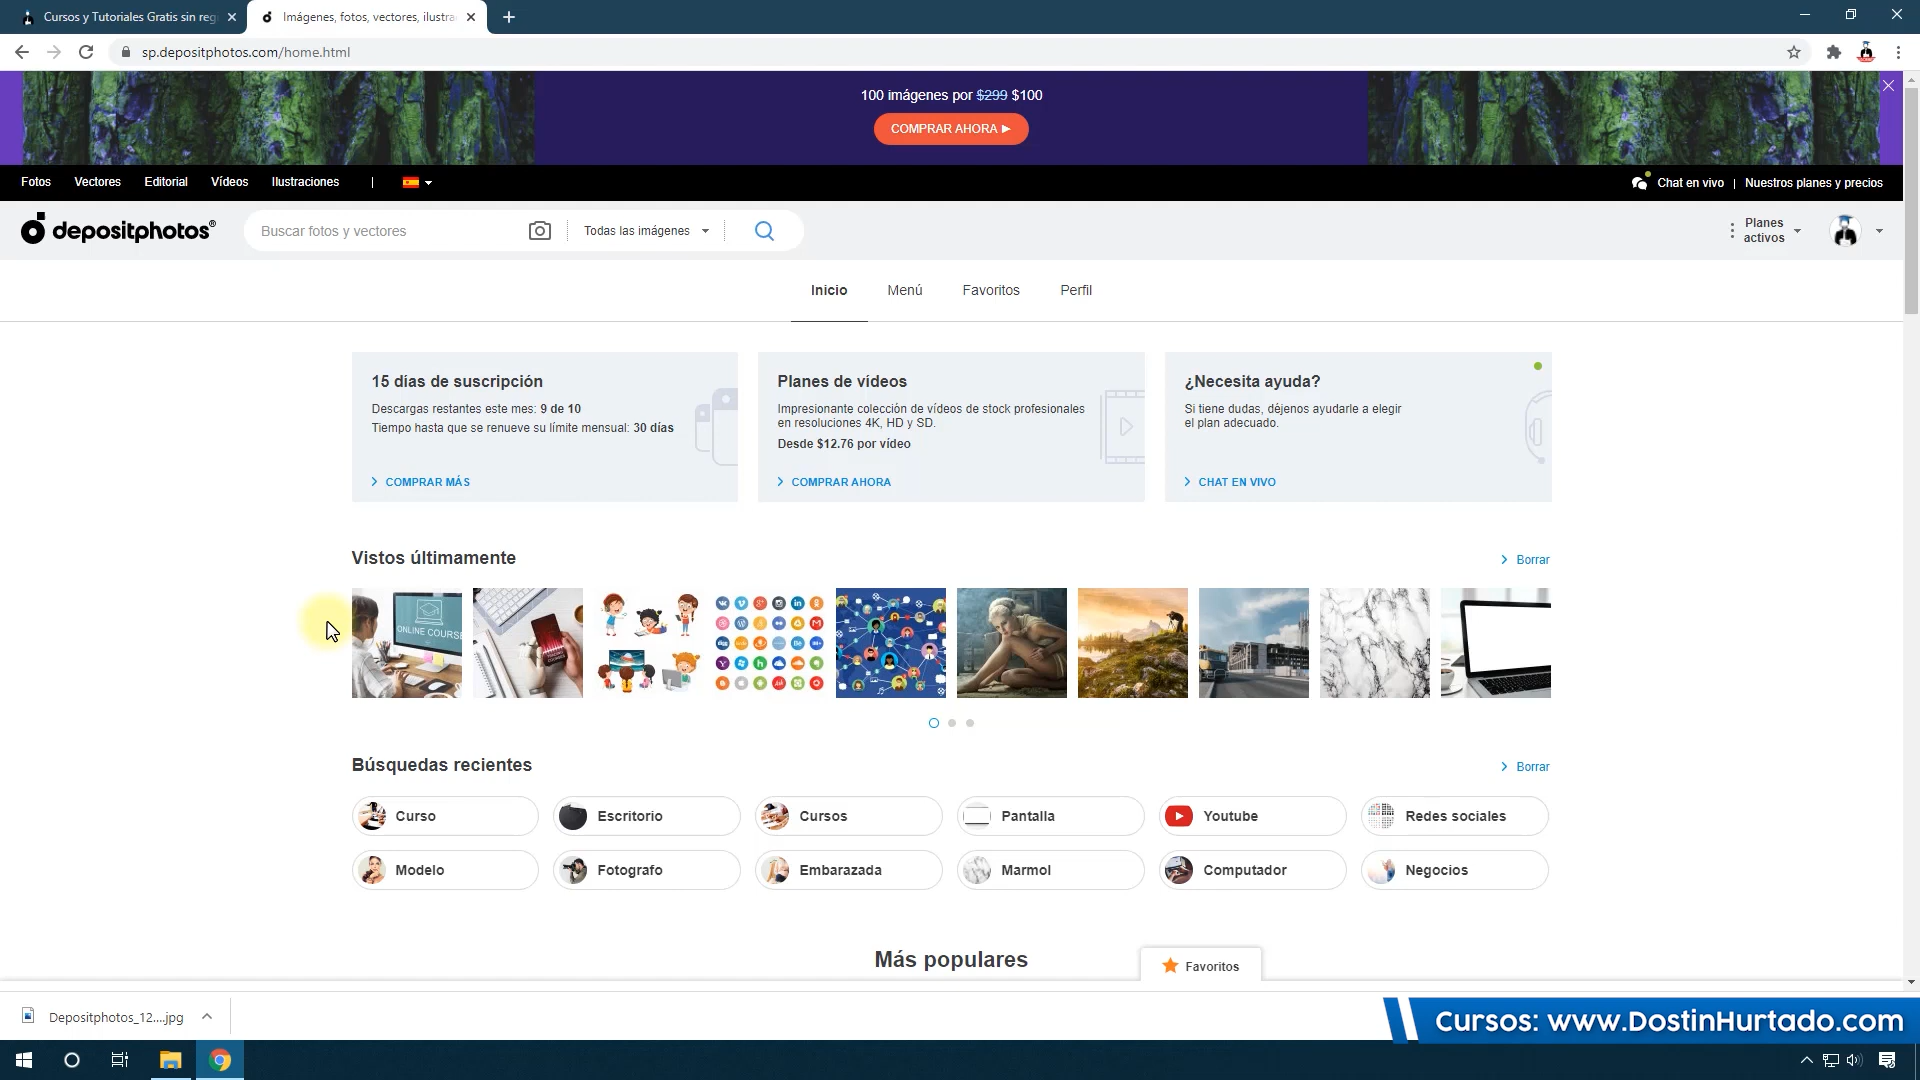 Cursos y Tutoriales Gratis sin reg
Imágenes, fotos, vectores, ilustra
sp.depositphotos.com/home.html
100 imágenes por $299 $100
COMPRAR AHORA ▶
Fotos Vectores Editorial Vídeos Ilustraciones |
Chat en vivo | Nuestros planes y precios
depositphotos®
Buscar fotos y vectores
Todas las imágenes
Planes activos
Inicio Menú Favoritos Perfil
15 días de suscripción
Descargas restantes este mes: 9 de 10
Tiempo hasta que se renueve su límite mensual: 30 días
COMPRAR MÁS
Planes de vídeos
Impresionante colección de vídeos de stock profesionales
en resoluciones 4K, HD y SD.
Desde $12.76 por vídeo
COMPRAR AHORA
¿Necesita ayuda?
Si tiene dudas, déjenos ayudarle a elegir
el plan adecuado.
CHAT EN VIVO
Vistos últimamente
Borrar
ONLINE COURSE
Búsquedas recientes
Borrar
Curso Escritorio Cursos Pantalla Youtube Redes sociales
Modelo Fotografo Embarazada Marmol Computador Negocios
Más populares
Favoritos
Depositphotos_12....jpg
Cursos: www.DostinHurtado.com